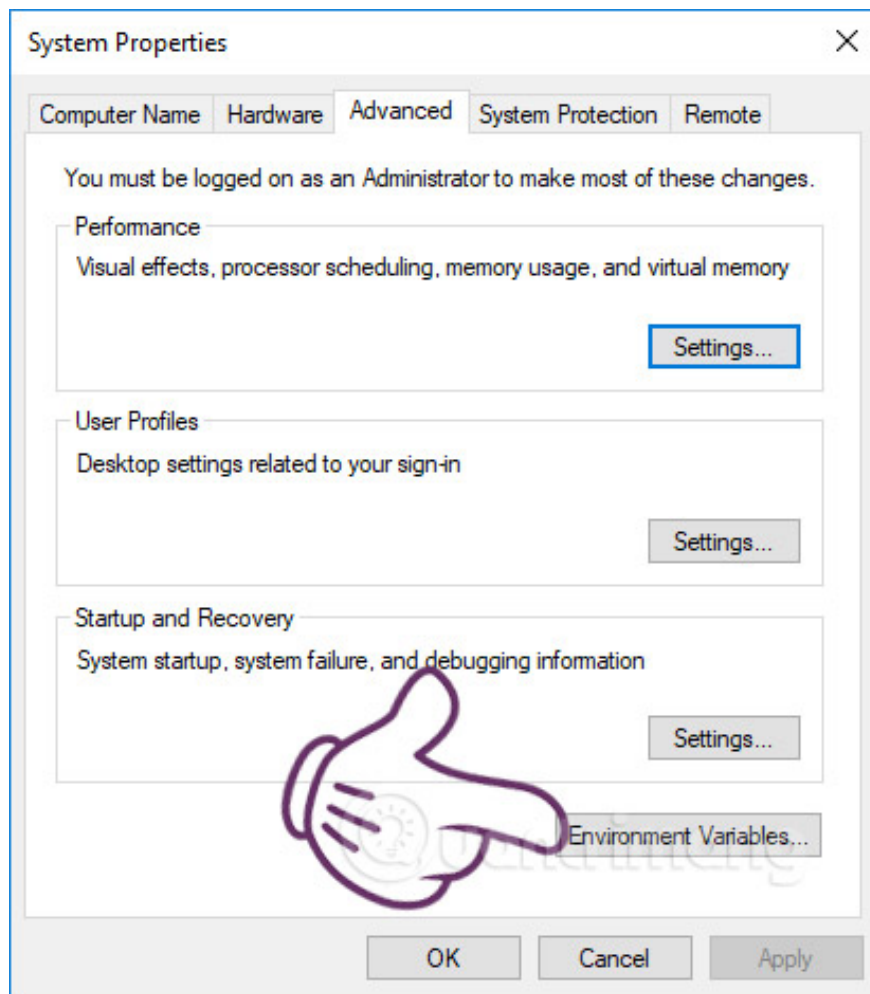 System Properties
Computer Name
Hardware
Advanced
System Protection
Remote
You must be logged on as an Administrator to make most of these changes.
Performance
Visual effects, processor scheduling, memory usage, and virtual memory
Settings...
User Profiles
Desktop settings related to your sign-in
Settings...
Startup and Recovery
System startup, system failure, and debugging information
Settings...
Environment Variables...
Quantrimang
OK
Cancel
Apply